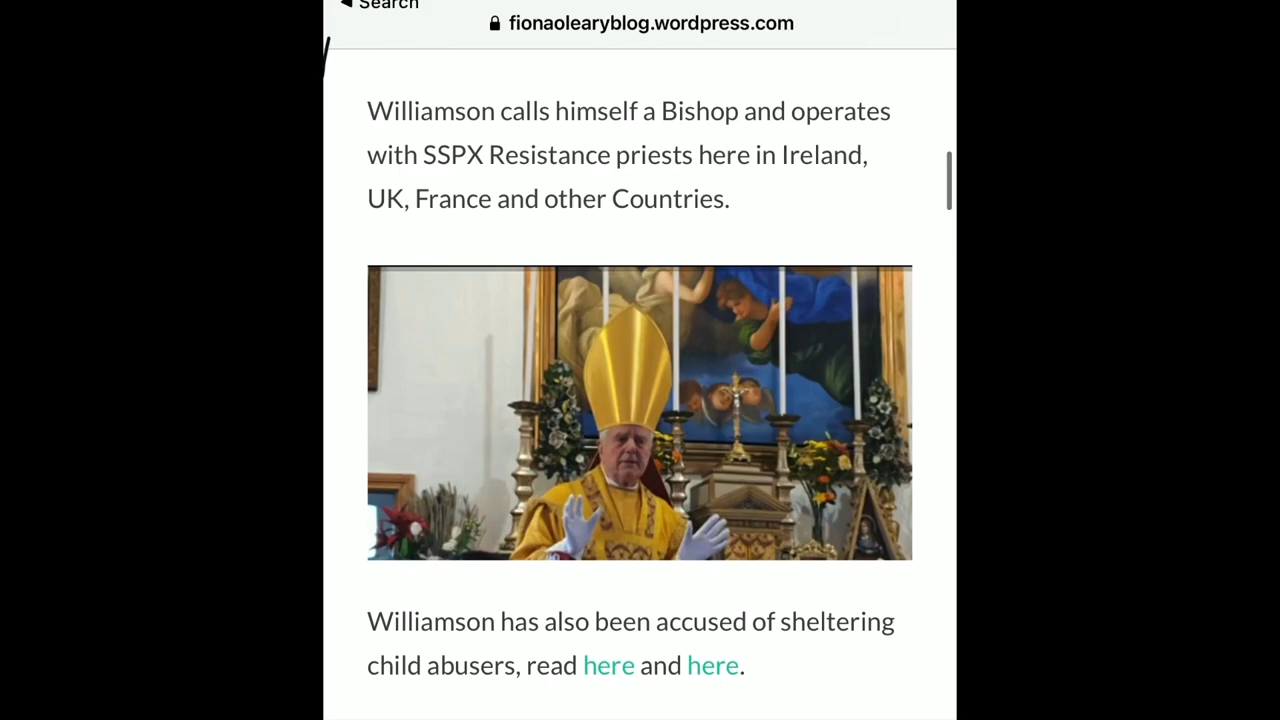 Search
fionaolearyblog.wordpress.com
Williamson calls himself a Bishop and operates
with SSPX Resistance priests here in Ireland,
UK, France and other Countries.
Williamson has also been accused of sheltering
child abusers, read here and here.